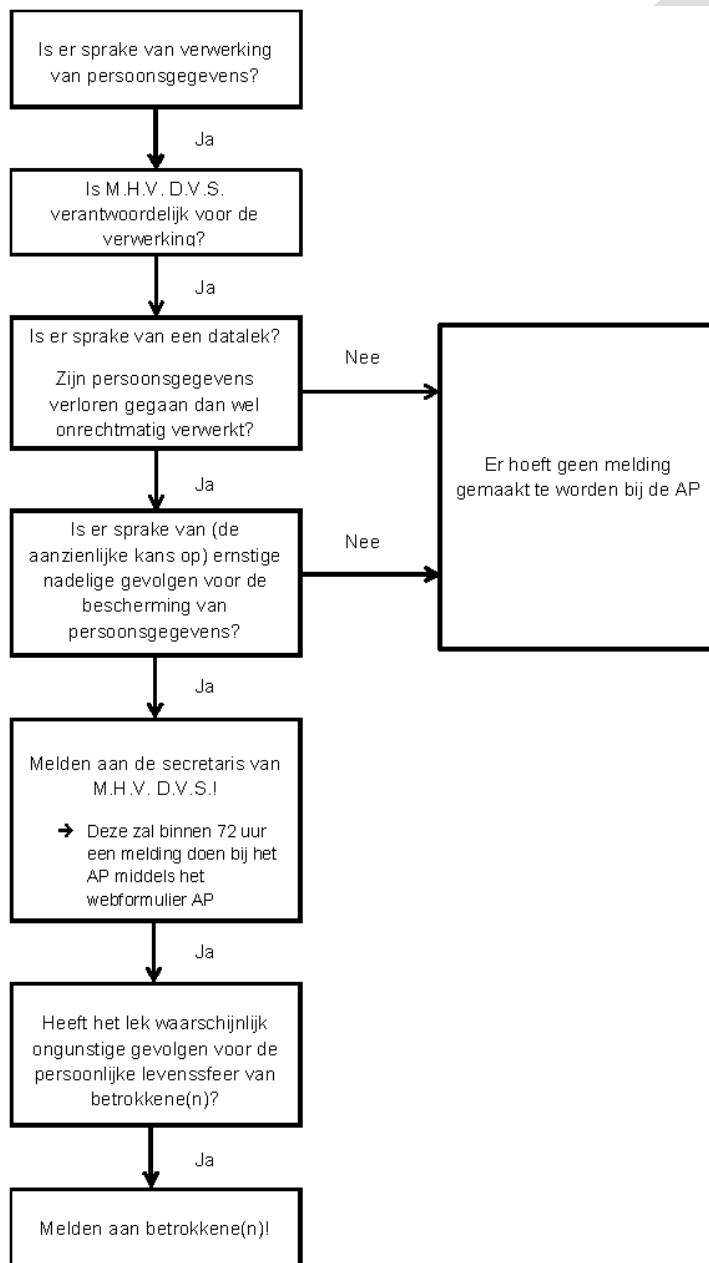 Is er sprake van verwerking
van persoonsgegevens?
Ja
Is M.H.V. D.V.S.
verantwoordelijk voor de
verwerking?
Ja
Is er sprake van een datalek?
Zijn persoonsgegevens
verloren gegaan dan wel
onrechtmatig verwerkt?
Nee
Er hoeft geen melding
gemaakt te worden bij de AP
Ja
Is er sprake van (de
aanzienlijke kans op) ernstige
nadelige gevolgen voor de
bescherming van
persoonsgegevens?
Nee
Ja
Melden aan de secretaris van
M.H.V. D.V.S.!
➔ Deze zal binnen 72 uur
een melding doen bij het
AP middels het
webformulier AP
Ja
Heeft het lek waarschijnlijk
ongunstige gevolgen voor de
persoonlijke levenssfeer van
betrokkene(n)?
Ja
Melden aan betrokkene(n)!